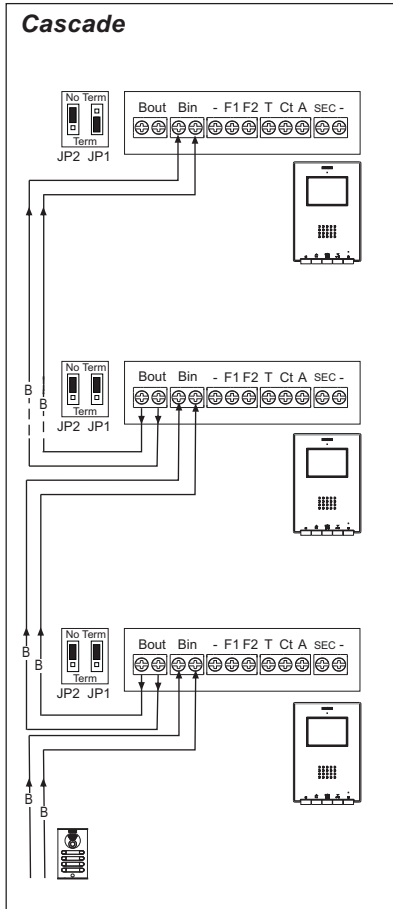 Cascade
No Term
Term
JP2 JP1
Bout Bin - F1 F2 T Ct A SEC -
B B
No Term
Term
JP2 JP1
Bout Bin - F1 F2 T Ct A SEC -
B B
No Term
Term
JP2 JP1
Bout Bin - F1 F2 T Ct A SEC -
B B